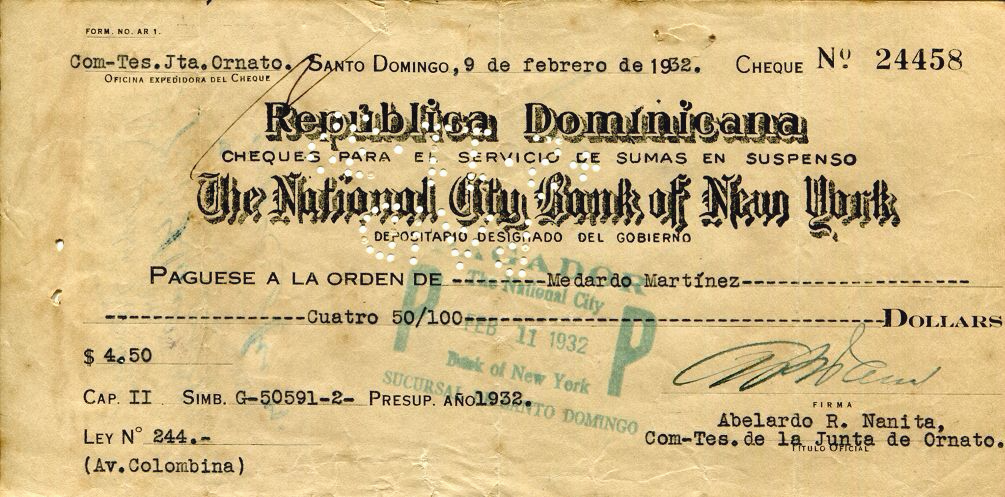 FORM. NO. AR 1.
Com-Tes.Jta.Ornato. SANTO DOMINGO, 9 de febrero de 1932. CHEQUE Nº 24458
OFICINA EXPEDIDORA DEL CHEQUE
Republica Dominicana
CHEQUES PARA EL SERVICIO DE SUMAS EN SUSPENSO
The National City Bank of New York
DEPOSITARIO DESIGNADO DEL GOBIERNO
PAGUESE A LA ORDEN DE --------Medardo Martínez--------------------
------------------Cuatro 50/100-------------------------------------DOLLARS
PAGADOR
The National City
P FEB 11 1932 P
Bank of New York
SUCURSAL DE SANTO DOMINGO
$ 4.50
CAP. II SIMB. G-50591-2- PRESUP. AÑO 1932.
FIRMA
Abelardo R. Nanita,
LEY Nº 244.- Com-Tes.de la Junta de Ornato.
TITULO OFICIAL
(Av.Colombina)